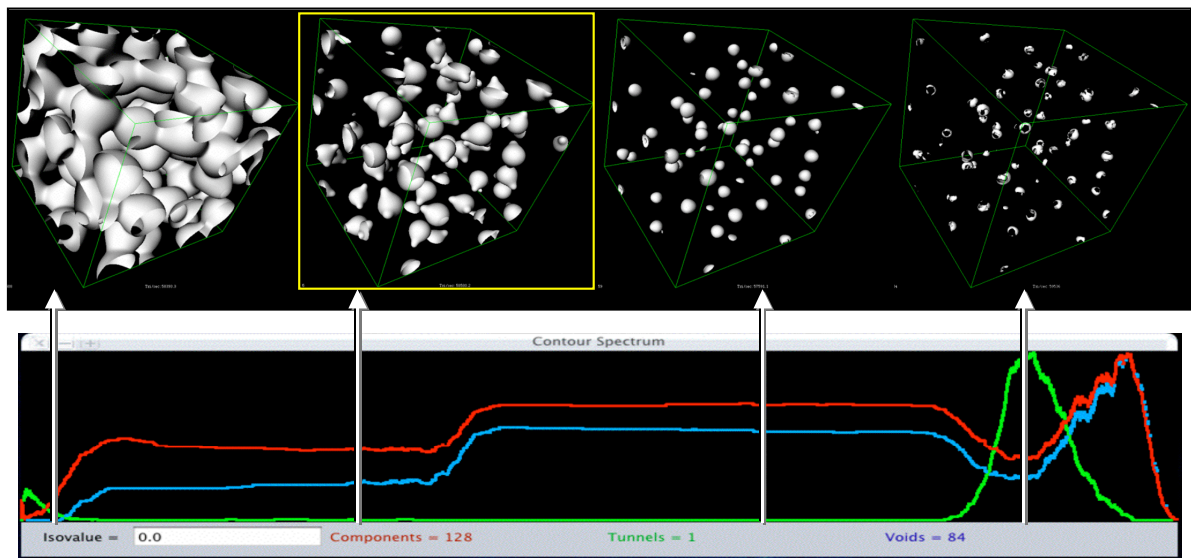 Contour Spectrum
Isovalue = 0.0 Components = 128 Tunnels = 1 Voids = 84